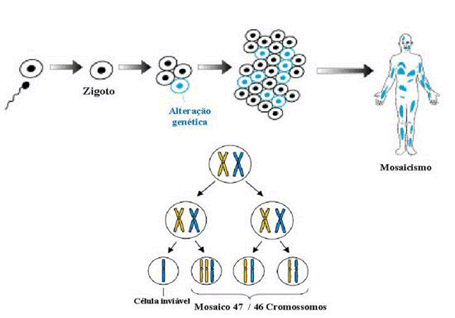 Zigoto
Alteração
genética
Mosaicismo
Célula inviável
Mosaico 47 / 46 Cromossomos